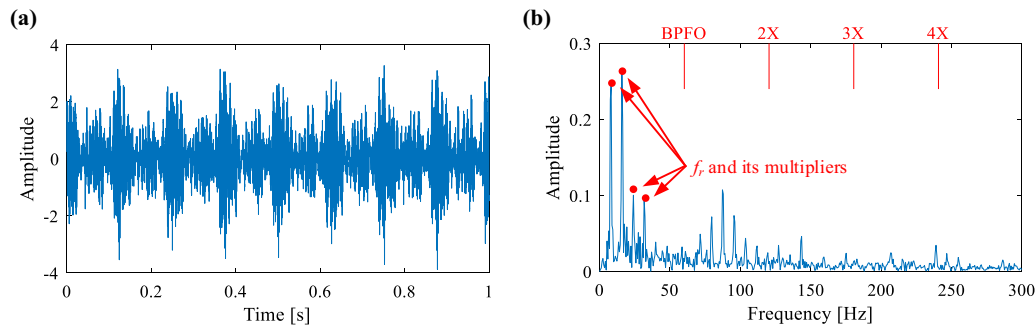 (a)
4
2
0
-2
-4
Amplitude
0
0.2
0.4
0.6
0.8
1
Time [s]
(b)
BPFO
2X
3X
4X
0.3
0.2
0.1
0
Amplitude
fr and its multipliers
0
50
100
150
200
250
300
Frequency [Hz]